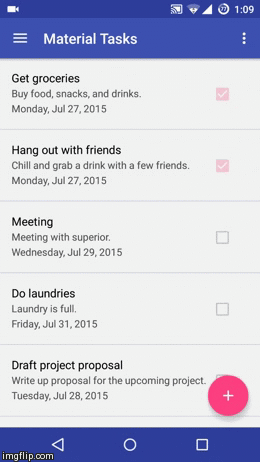 1:09
Material Tasks
Get groceries
Buy food, snacks, and drinks.
Monday, Jul 27, 2015
Hang out with friends
Chill and grab a drink with a few friends.
Monday, Jul 27, 2015
Meeting
Meeting with superior.
Wednesday, Jul 29, 2015
Do laundries
Laundry is full.
Friday, Jul 31, 2015
Draft project proposal
Write up proposal for the upcoming project.
Tuesday, Jul 28, 2015
imgflip.com